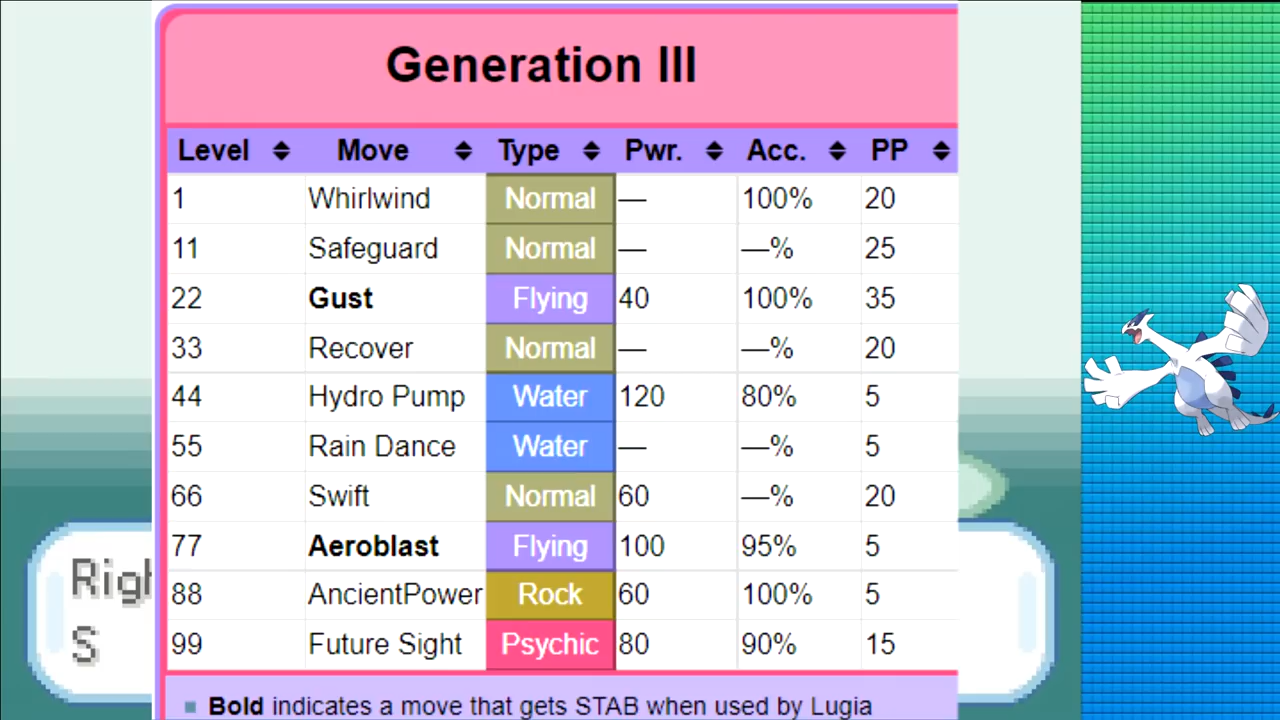 Generation III
Level Move Type Pwr. Acc. PP
1 Whirlwind Normal — 100% 20
11 Safeguard Normal — —% 25
22 Gust Flying 40 100% 35
33 Recover Normal — —% 20
44 Hydro Pump Water 120 80% 5
55 Rain Dance Water — —% 5
66 Swift Normal 60 —% 20
77 Aeroblast Flying 100 95% 5
88 AncientPower Rock 60 100% 5
99 Future Sight Psychic 80 90% 15
Bold indicates a move that gets STAB when used by Lugia
Righ
S